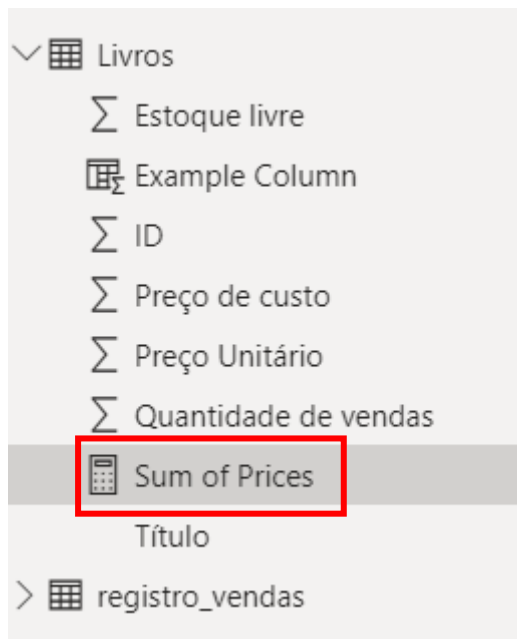 Livros
Estoque livre
Example Column
ID
Preço de custo
Preço Unitário
Quantidade de vendas
Sum of Prices
Título
registro_vendas